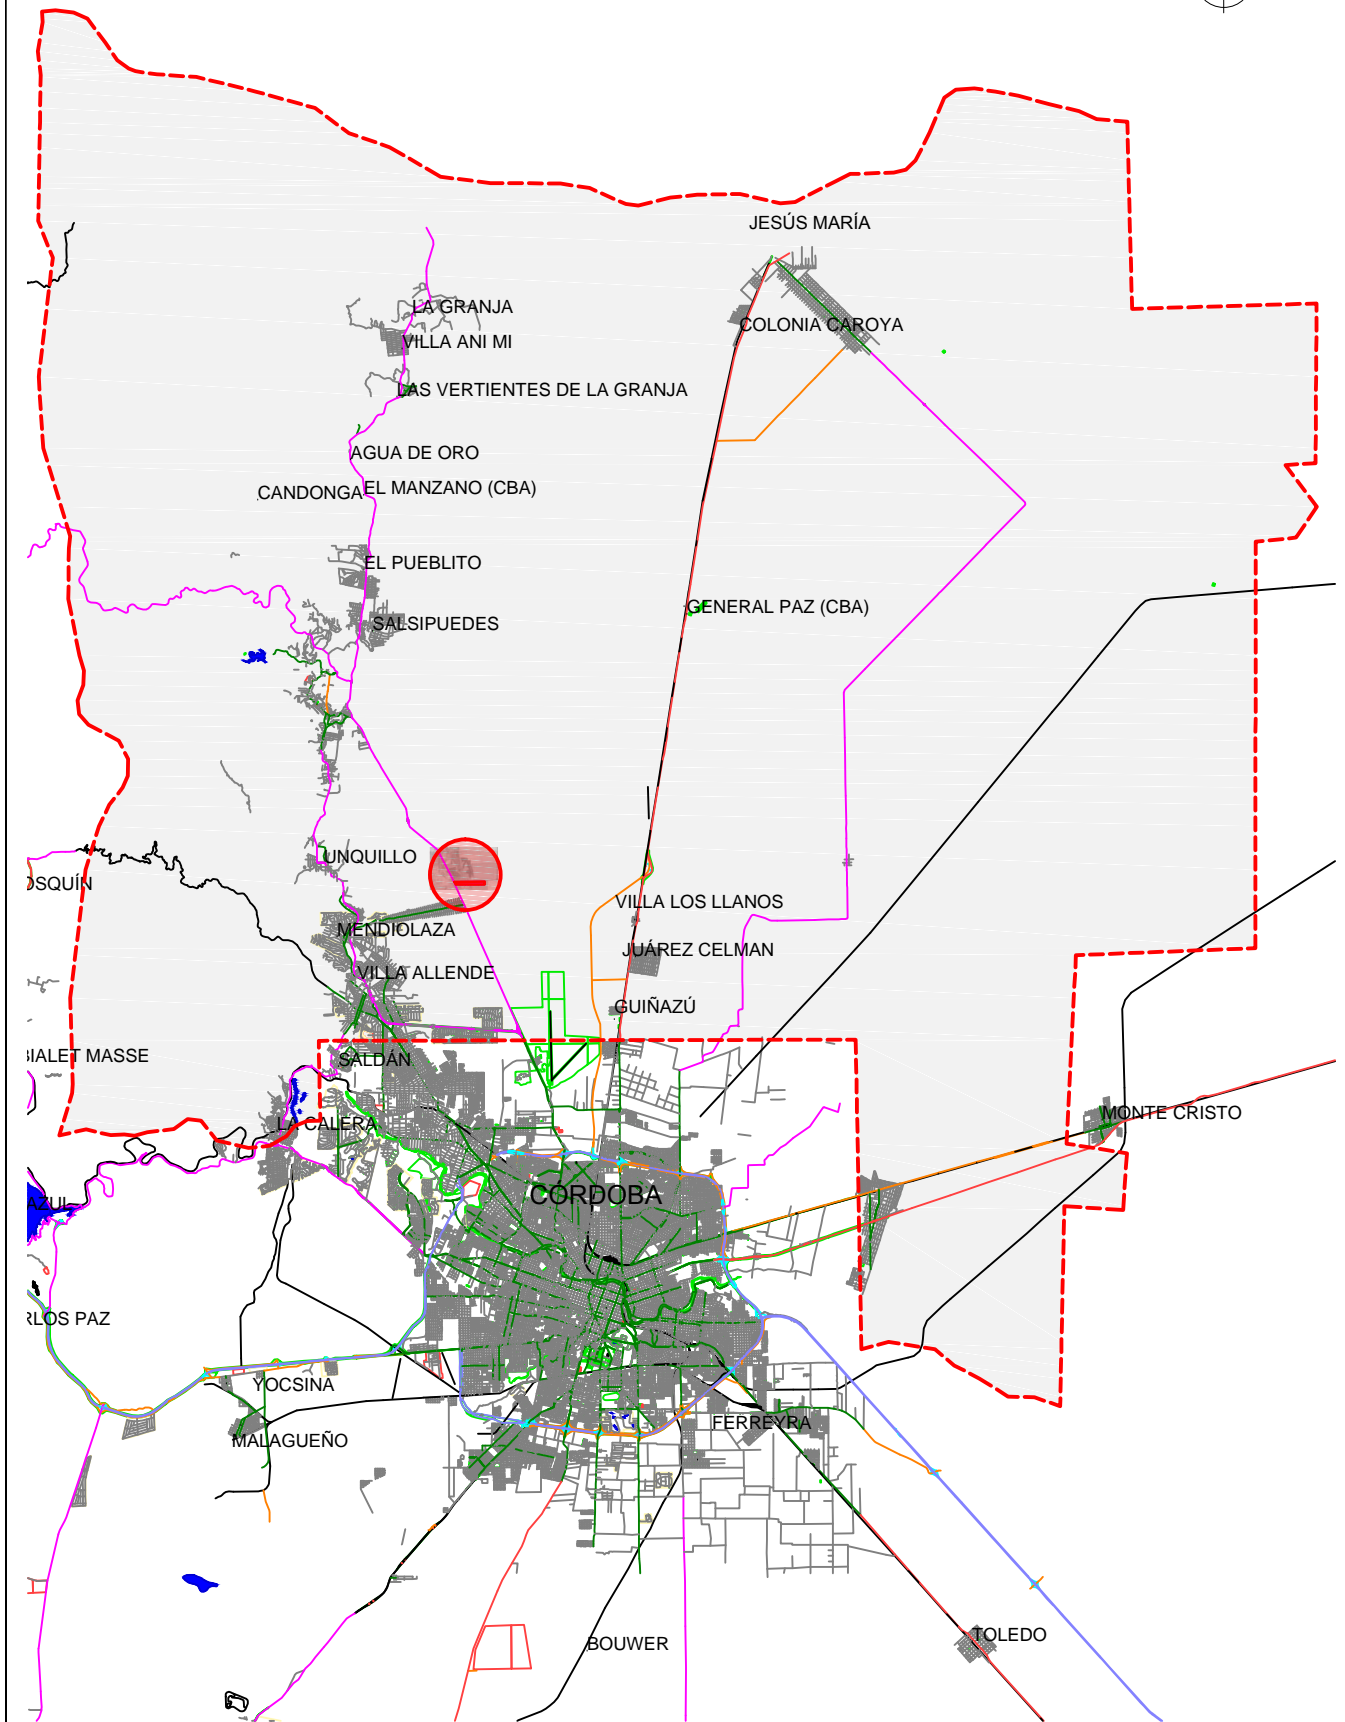 JESÚS MARÍA
LA GRANJA
COLONIA CAROYA
VILLA ANI MI
LAS VERTIENTES DE LA GRANJA
AGUA DE ORO
CANDONGA
EL MANZANO (CBA)
EL PUEBLITO
GENERAL PAZ (CBA)
SALSIPUEDES
UNQUILLO
OSQUÍN
VILLA LOS LLANOS
MENDIOLAZA
JUÁREZ CELMAN
VILLA ALLENDE
GUIÑAZÚ
BIALET MASSE
SALDÁN
MONTE CRISTO
LA CALERA
CÓRDOBA
AZUL
RLOS PAZ
YOCSINA
FERREYRA
MALAGUEÑO
TOLEDO
BOUWER